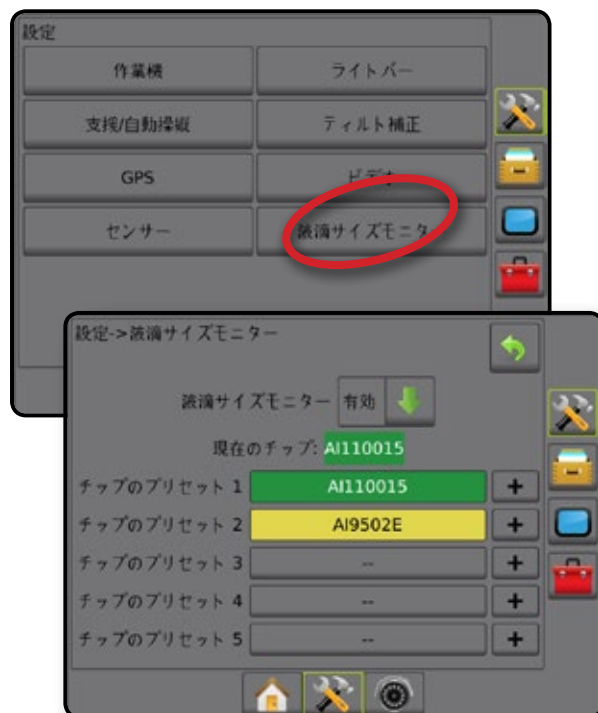 設定
作業機
ライトバー
支援/自動操縦
ティルト補正
GPS
ビデオ
センサー
液滴サイズモニター
設定->液滴サイズモニター
液滴サイズモニター 有効
現在のチップ: AI110015
チップのプリセット 1 AI110015 +
チップのプリセット 2 AI9502E +
チップのプリセット 3 -- +
チップのプリセット 4 -- +
チップのプリセット 5 -- +